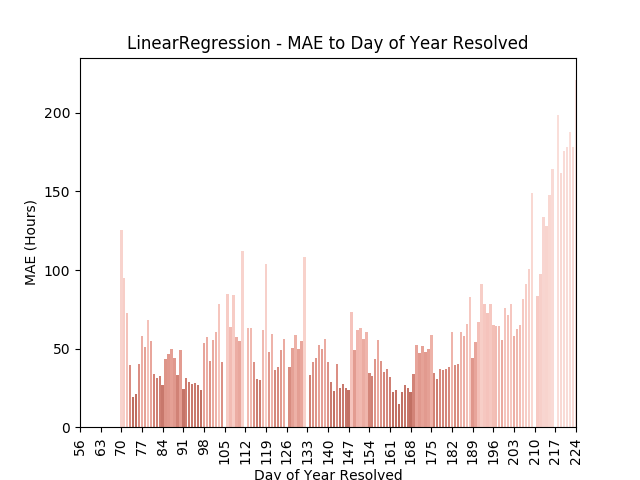 LinearRegression - MAE to Day of Year Resolved
MAE (Hours)
200
150
100
50
0
56 63 70 77 84 91 98 105 112 119 126 133 140 147 154 161 168 175 182 189 196 203 210 217 224
Day of Year Resolved